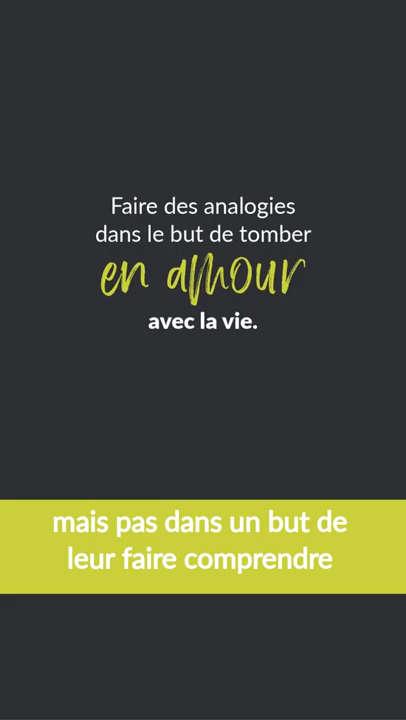 Faire des analogies
dans le but de tomber
en amour
avec la vie.
mais pas dans un but de
leur faire comprendre